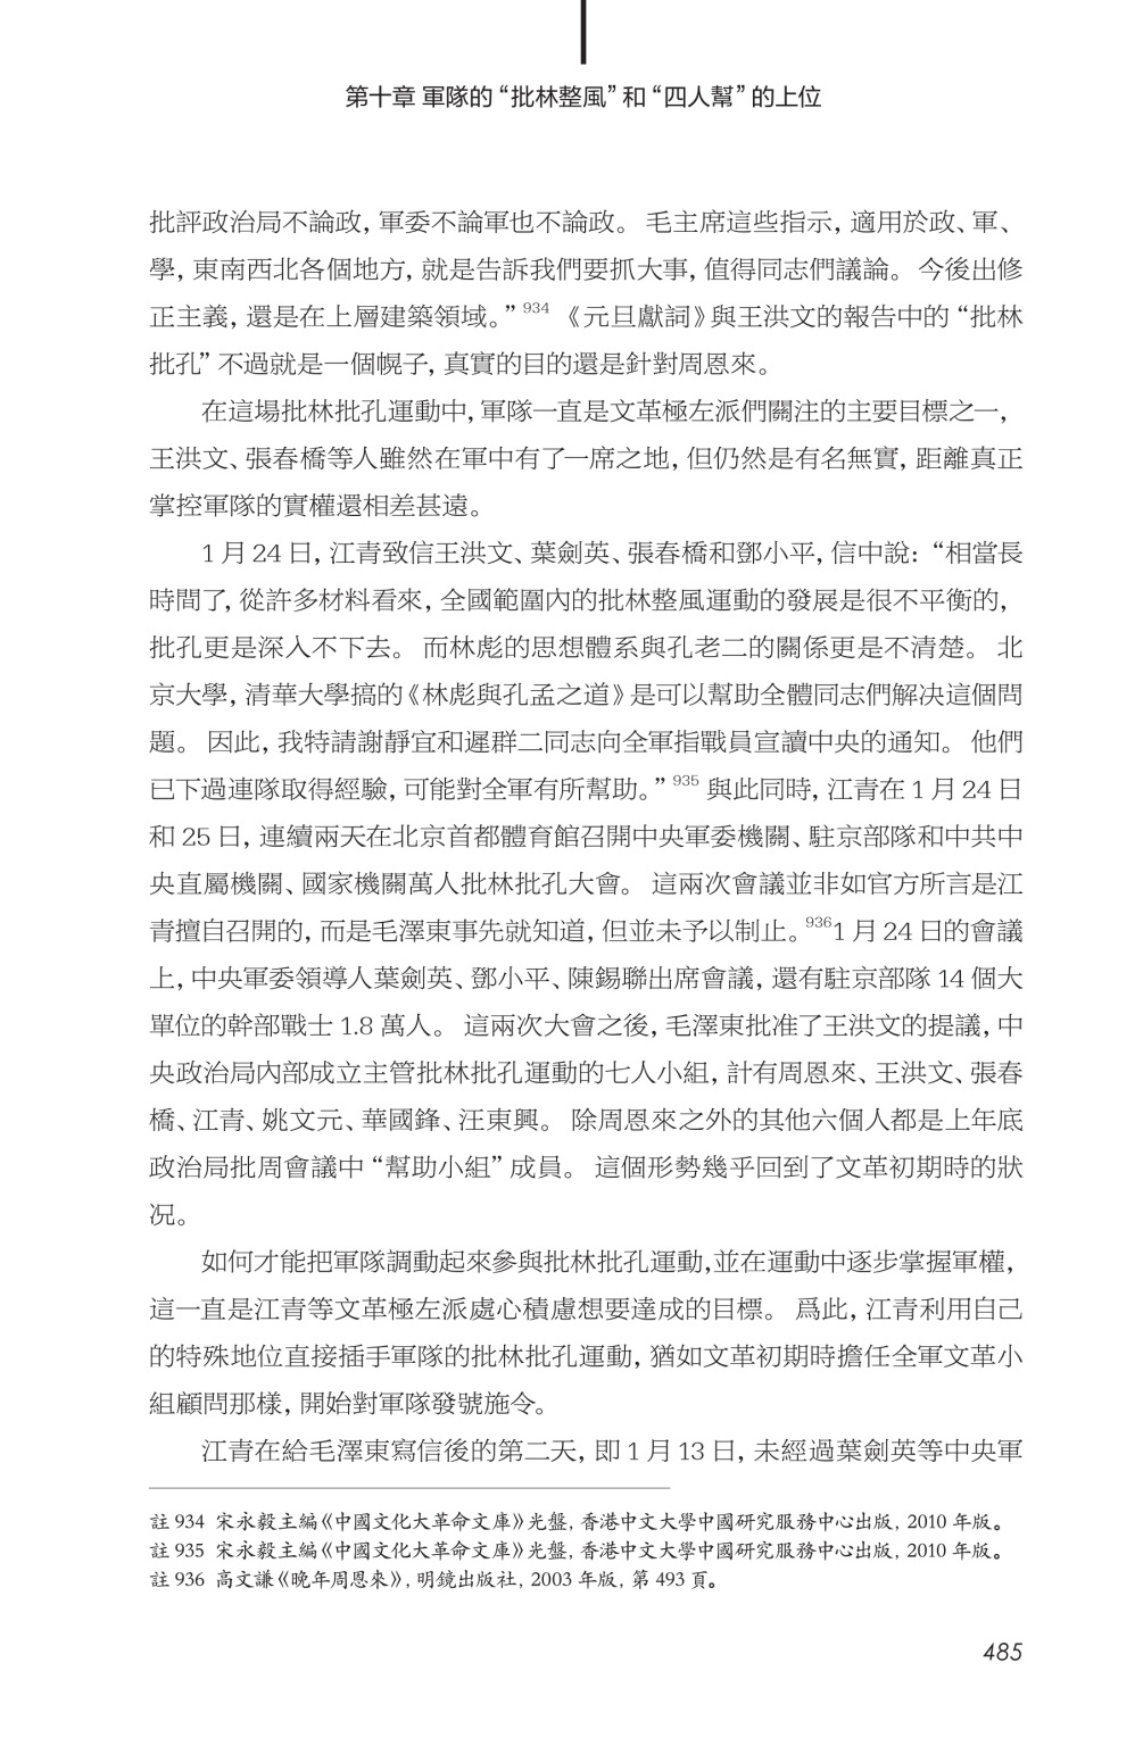 第十章 軍隊的“批林整風”和“四人幫”的上位
批評政治局不論政, 軍委不論軍也不論政。 毛主席這些指示, 適用於政、軍、
學, 東南西北各個地方, 就是告訴我們要抓大事, 值得同志們議論。 今後出修
正主義, 還是在上層建築領域。” 934 《元旦獻詞》與王洪文的報告中的“批林
批孔” 不過就是一個幌子, 真實的目的還是針對周恩來。
在這場批林批孔運動中, 軍隊一直是文革極左派們關注的主要目標之一,
王洪文、張春橋等人雖然在軍中有了一席之地, 但仍然是有名無實, 距離真正
掌控軍隊的實權還相差甚遠。
1 月 24 日, 江青致信王洪文、葉劍英、張春橋和鄧小平, 信中說: “相當長
時間了, 從許多材料看來, 全國範圍內的批林整風運動的發展是很不平衡的,
批孔更是深入不下去。 而林彪的思想體系與孔老二的關係更是不清楚。 北
京大學, 清華大學搞的《林彪與孔孟之道》是可以幫助全體同志們解決這個問
題。 因此, 我特請謝靜宜和遲群二同志向全軍指戰員宣讀中央的通知。 他們
已下過連隊取得經驗, 可能對全軍有所幫助。” 935 與此同時, 江青在 1 月 24 日
和 25 日, 連續兩天在北京首都體育館召開中央軍委機關、駐京部隊和中共中
央直屬機關、國家機關萬人批林批孔大會。 這兩次會議並非如官方所言是江
青擅自召開的, 而是毛澤東事先就知道, 但並未予以制止。9361 月 24 日的會議
上, 中央軍委領導人葉劍英、鄧小平、陳錫聯出席會議, 還有駐京部隊 14 個大
單位的幹部戰士 1.8 萬人。 這兩次大會之後, 毛澤東批准了王洪文的提議, 中
央政治局內部成立主管批林批孔運動的七人小組, 計有周恩來、王洪文、張春
橋、江青、姚文元、華國鋒、汪東興。 除周恩來之外的其他六個人都是上年底
政治局批周會議中“幫助小組” 成員。 這個形勢幾乎回到了文革初期時的狀
況。
如何才能把軍隊調動起來參與批林批孔運動,並在運動中逐步掌握軍權,
這一直是江青等文革極左派處心積慮想要達成的目標。 爲此, 江青利用自己
的特殊地位直接插手軍隊的批林批孔運動, 猶如文革初期時擔任全軍文革小
組顧問那樣, 開始對軍隊發號施令。
江青在給毛澤東寫信後的第二天, 即 1 月 13 日, 未經過葉劍英等中央軍
註 934 宋永毅主編《中國文化大革命文庫》光盤, 香港中文大學中國研究服務中心出版, 2010 年版。
註 935 宋永毅主編《中國文化大革命文庫》光盤, 香港中文大學中國研究服務中心出版, 2010 年版。
註 936 高文謙《晚年周恩來》, 明鏡出版社, 2003 年版, 第 493 頁。
485